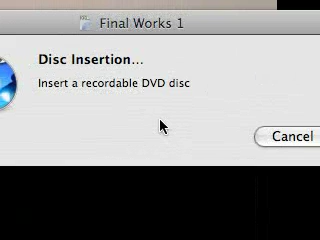 Final Works 1
Disc Insertion...
Insert a recordable DVD disc
Cancel